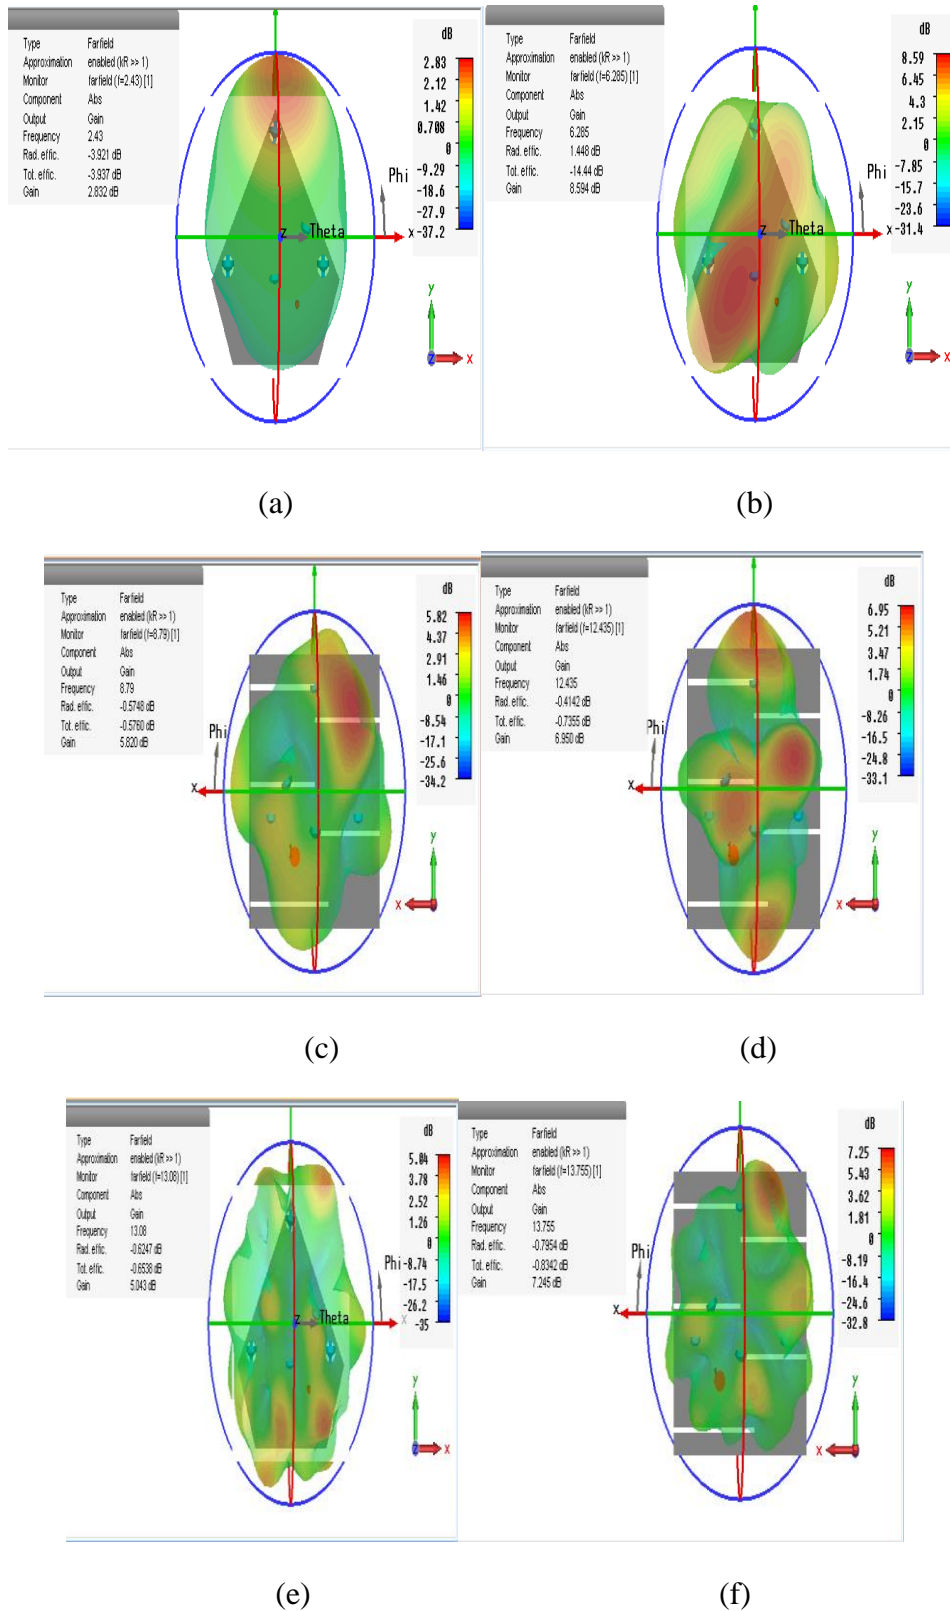 Type Farfield
Approximation enabled (kR >> 1)
Monitor farfield (f=2.43) [1]
Component Abs
Output Gain
Frequency 2.43
Rad. effic. -3.921 dB
Tot. effic. -3.937 dB
Gain 2.832 dB
dB
2.83
2.12
1.42
0.708
0
-9.29
-18.6
-27.9
-37.2
Phi
z Theta
x
y
z x
Type Farfield
Approximation enabled (kR >> 1)
Monitor farfield (f=6.285) [1]
Component Abs
Output Gain
Frequency 6.285
Rad. effic. 1.448 dB
Tot. effic. -14.44 dB
Gain 8.594 dB
dB
8.59
6.45
4.3
2.15
0
-7.85
-15.7
-23.6
-31.4
Phi
z Theta
x
y
z x
(a) (b)
Type Farfield
Approximation enabled (kR >> 1)
Monitor farfield (f=8.79) [1]
Component Abs
Output Gain
Frequency 8.79
Rad. effic. -0.5748 dB
Tot. effic. -0.5760 dB
Gain 5.820 dB
dB
5.82
4.37
2.91
1.46
0
-8.54
-17.1
-25.6
-34.2
Phi
x
y
x
Type Farfield
Approximation enabled (kR >> 1)
Monitor farfield (f=12.435) [1]
Component Abs
Output Gain
Frequency 12.435
Rad. effic. -0.4142 dB
Tot. effic. -0.7355 dB
Gain 6.950 dB
dB
6.95
5.21
3.47
1.74
0
-8.26
-16.5
-24.8
-33.1
Phi
x
y
x
(c) (d)
Type Farfield
Approximation enabled (kR >> 1)
Monitor farfield (f=13.08) [1]
Component Abs
Output Gain
Frequency 13.08
Rad. effic. -0.6247 dB
Tot. effic. -0.6538 dB
Gain 5.043 dB
dB
5.04
3.78
2.52
1.26
0
-8.74
-17.5
-26.2
-35
Phi
z Theta
x
y
z x
Type Farfield
Approximation enabled (kR >> 1)
Monitor farfield (f=13.755) [1]
Component Abs
Output Gain
Frequency 13.755
Rad. effic. -0.7954 dB
Tot. effic. -0.8342 dB
Gain 7.245 dB
dB
7.25
5.43
3.62
1.81
0
-8.19
-16.4
-24.6
-32.8
Phi
x
y
x
(e) (f)